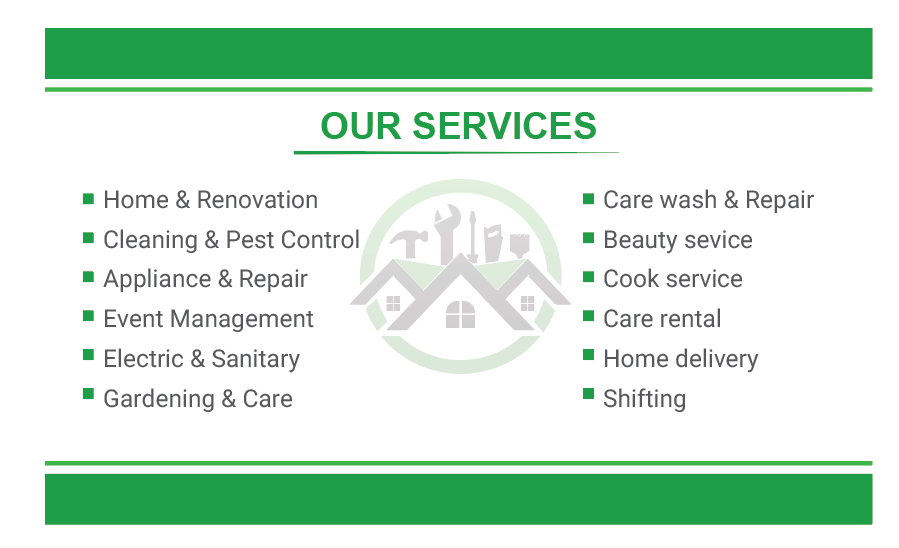 OUR SERVICES
Home & Renovation
Cleaning & Pest Control
Appliance & Repair
Event Management
Electric & Sanitary
Gardening & Care
Care wash & Repair
Beauty sevice
Cook service
Care rental
Home delivery
Shifting